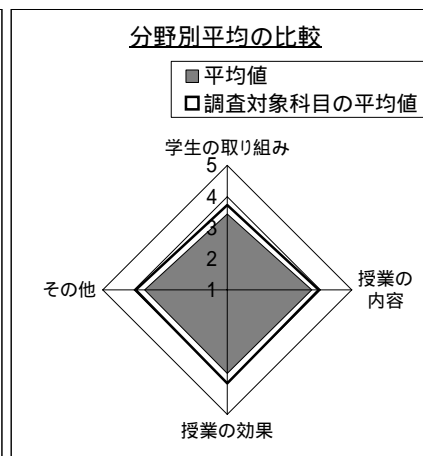 分野別平均の比較
平均値
調査対象科目の平均値
学生の取り組み
5
4
3
2
1
その他
授業の
内容
授業の効果